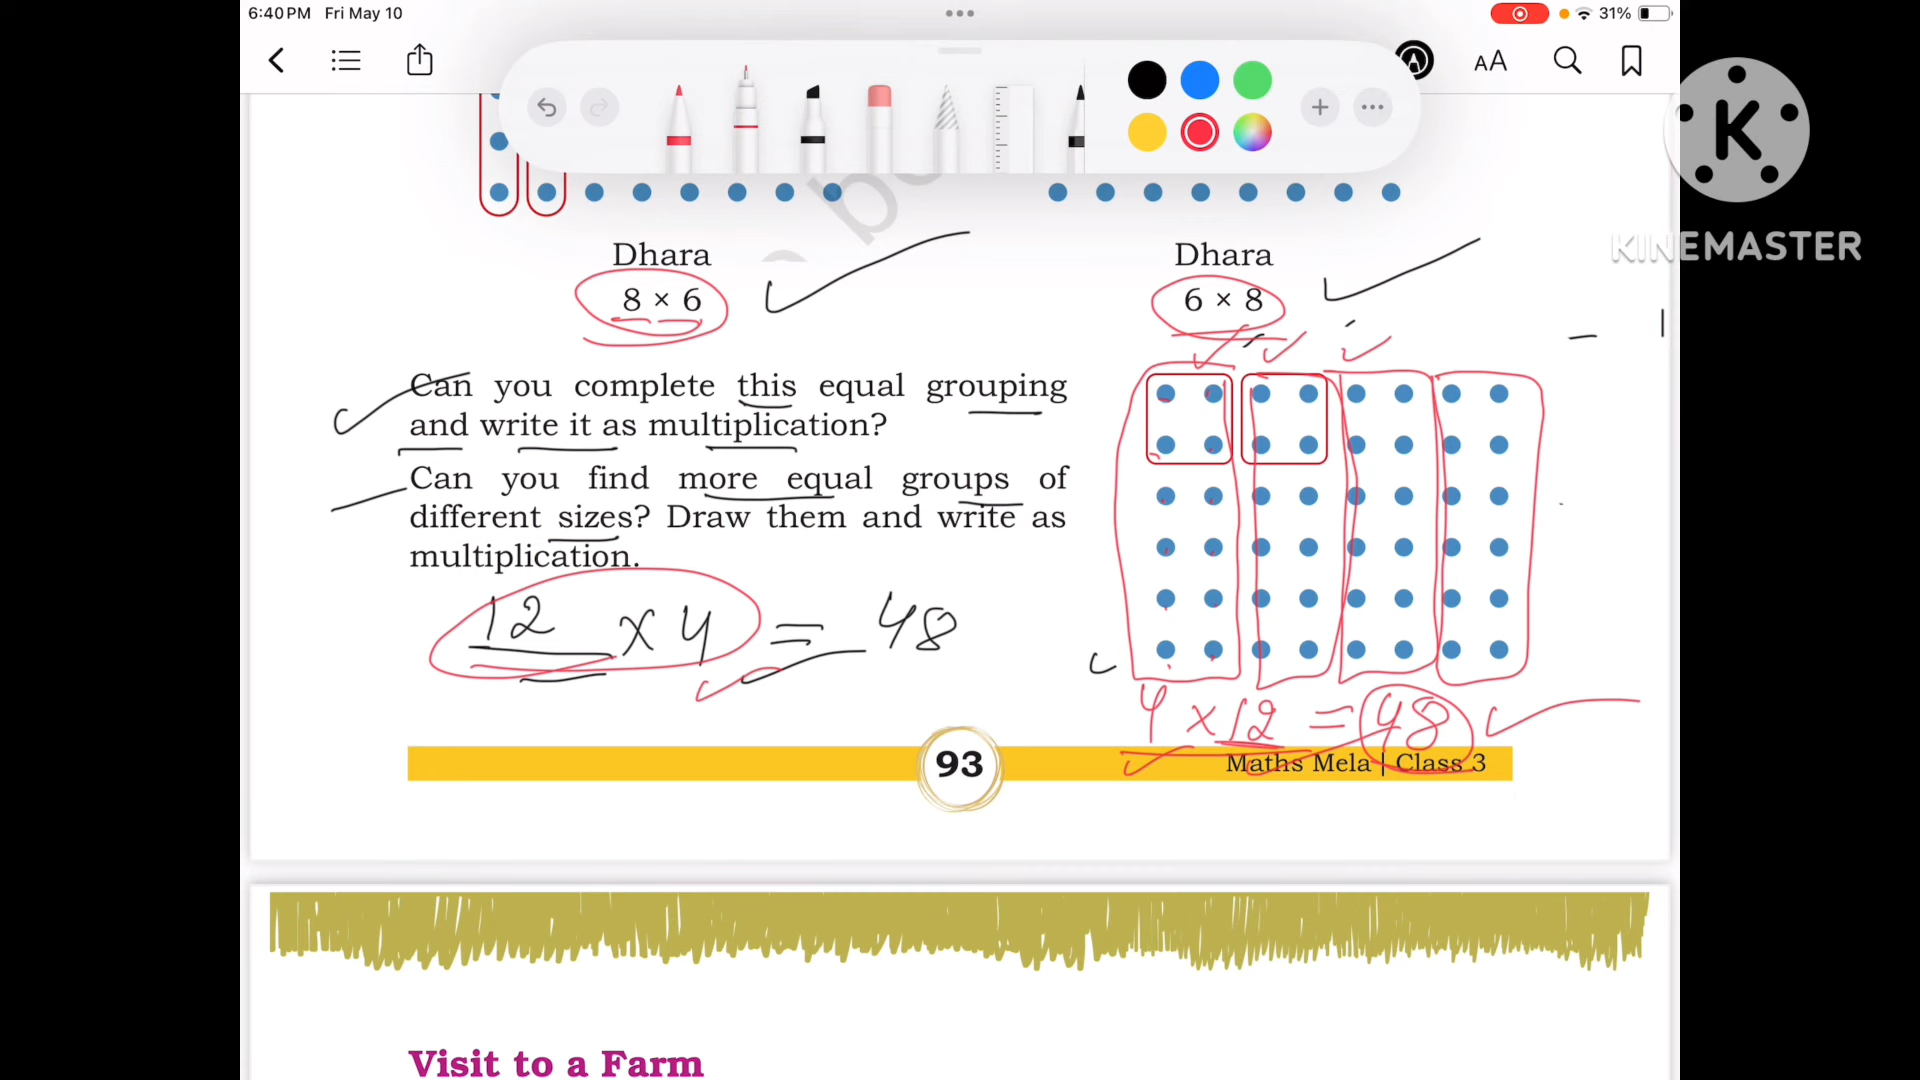 6:40 PM Fri May 10
31%
AA
K
KINEMASTER
Dhara
8 × 6
Dhara
6 × 8
Can you complete this equal grouping
and write it as multiplication?
Can you find more equal groups of
different sizes? Draw them and write as
multiplication.
12 × 4 = 48
4 × 12 = 48
93
Maths Mela | Class 3
Visit to a Farm